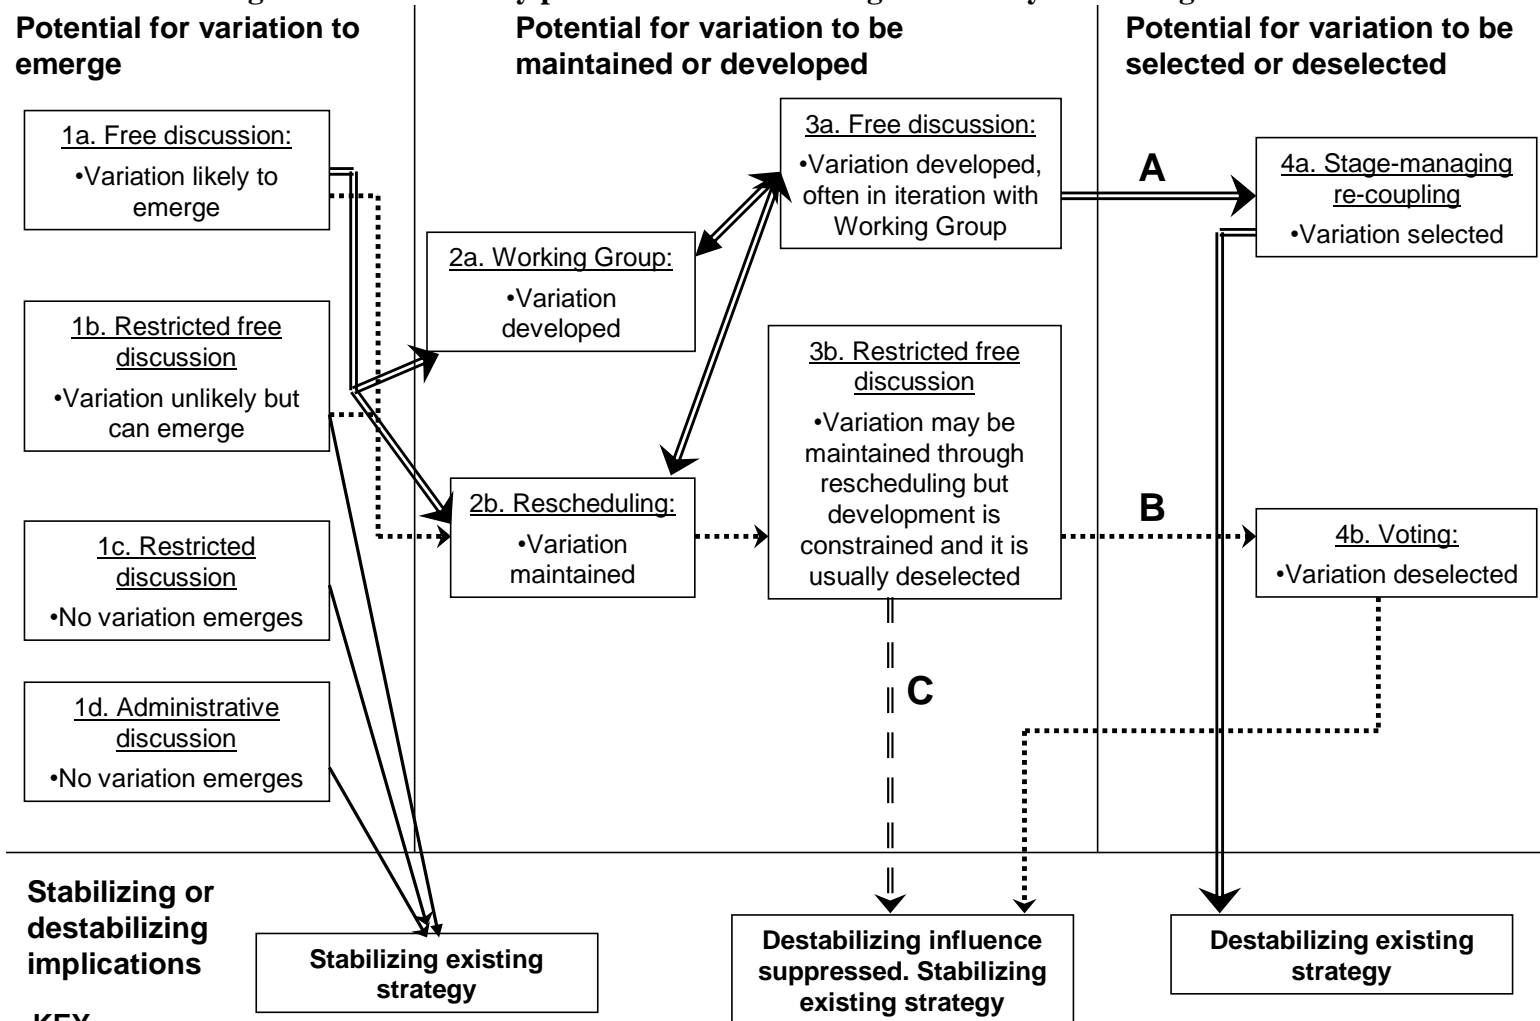 Potential for variation to
emerge
Potential for variation to be
maintained or developed
Potential for variation to be
selected or deselected
1a. Free discussion:
•Variation likely to
emerge
1b. Restricted free
discussion
•Variation unlikely but
can emerge
1c. Restricted
discussion
•No variation emerges
1d. Administrative
discussion
•No variation emerges
2a. Working Group:
•Variation
developed
2b. Rescheduling:
•Variation
maintained
3a. Free discussion:
•Variation developed,
often in iteration with
Working Group
3b. Restricted free
discussion
•Variation may be
maintained through
rescheduling but
development is
constrained and it is
usually deselected
A
B
C
4a. Stage-managing
re-coupling
•Variation selected
4b. Voting:
•Variation deselected
Stabilizing or
destabilizing
implications
Stabilizing existing
strategy
Destabilizing influence
suppressed. Stabilizing
existing strategy
Destabilizing existing
strategy
KEY